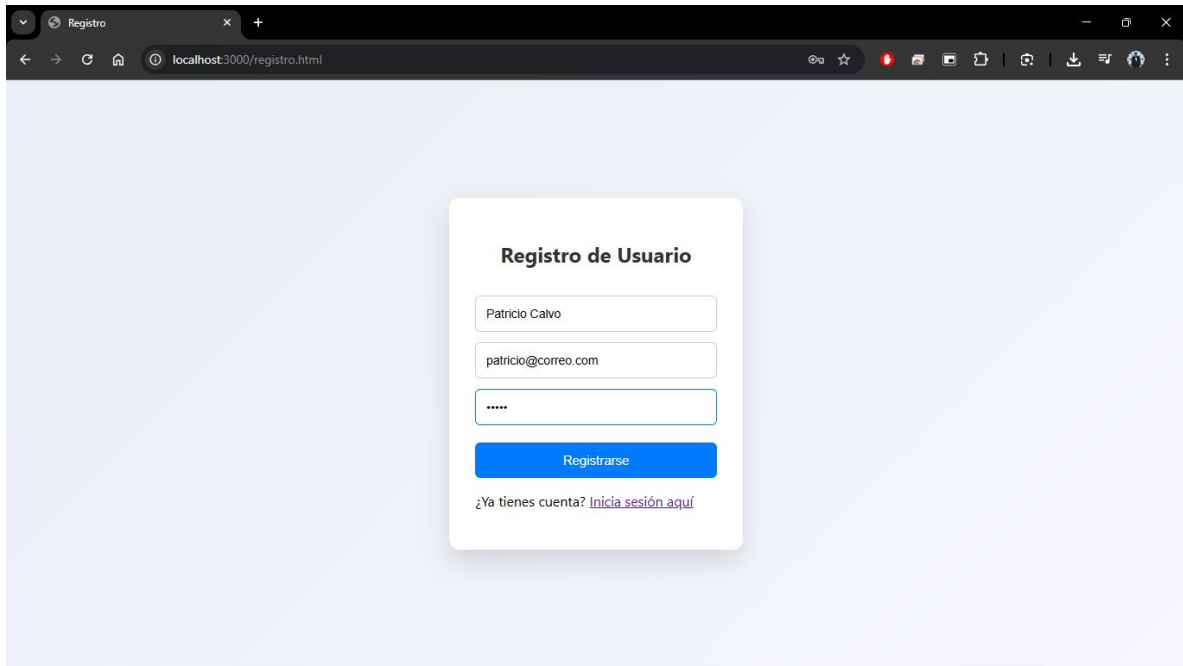 Registro
localhost:3000/registro.html
Registro de Usuario
Patricio Calvo
patricio@correo.com
•••••
Registrarse
¿Ya tienes cuenta? Inicia sesión aquí